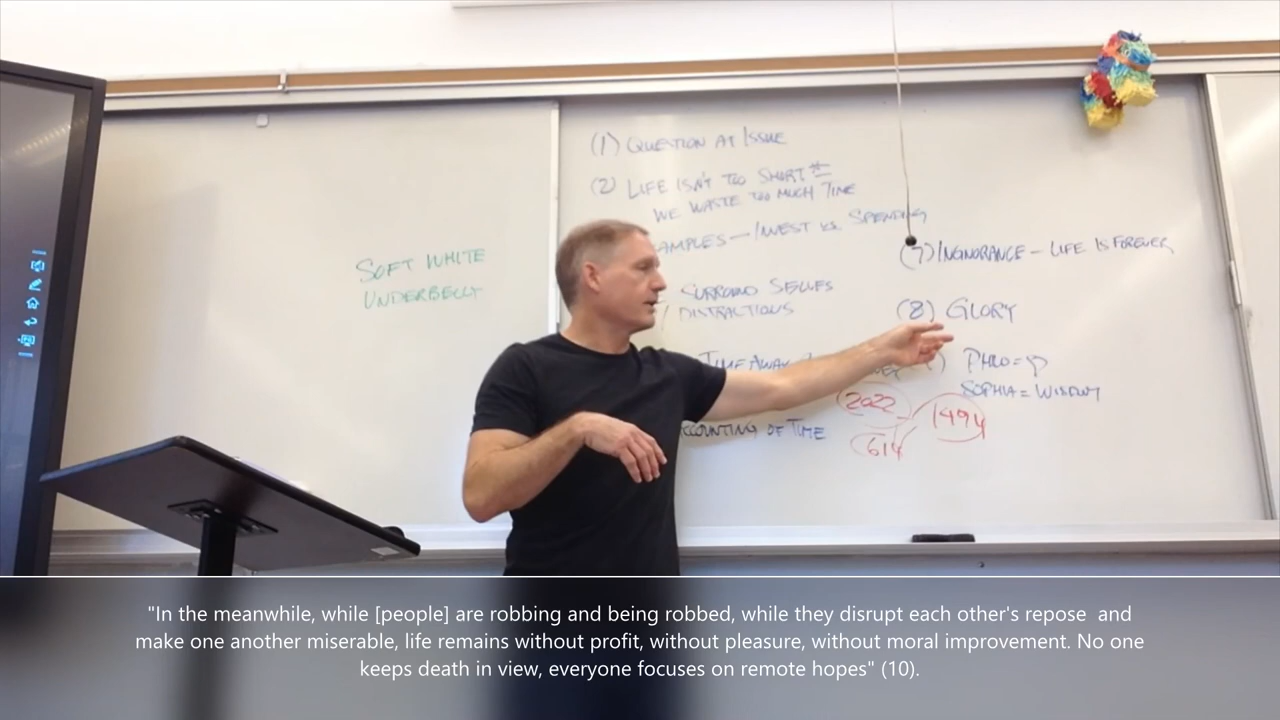 (1) QUESTION AT ISSUE
(2) LIFE ISN'T TOO SHORT
WE WASTE TOO MUCH TIME
INVEST VS. SPENDING
SURROUND SELVES
DISTRACTIONS
TIME AWAY
OF TIME
SOFT WHITE
UNDERBELLY
(7) INGNORANCE - LIFE IS FOREVER
(8) GLORY
PHILO=
SOPHIA = WISDOM
2022
1494
614
"In the meanwhile, while [people] are robbing and being robbed, while they disrupt each other's repose and
make one another miserable, life remains without profit, without pleasure, without moral improvement. No one
keeps death in view, everyone focuses on remote hopes" (10).